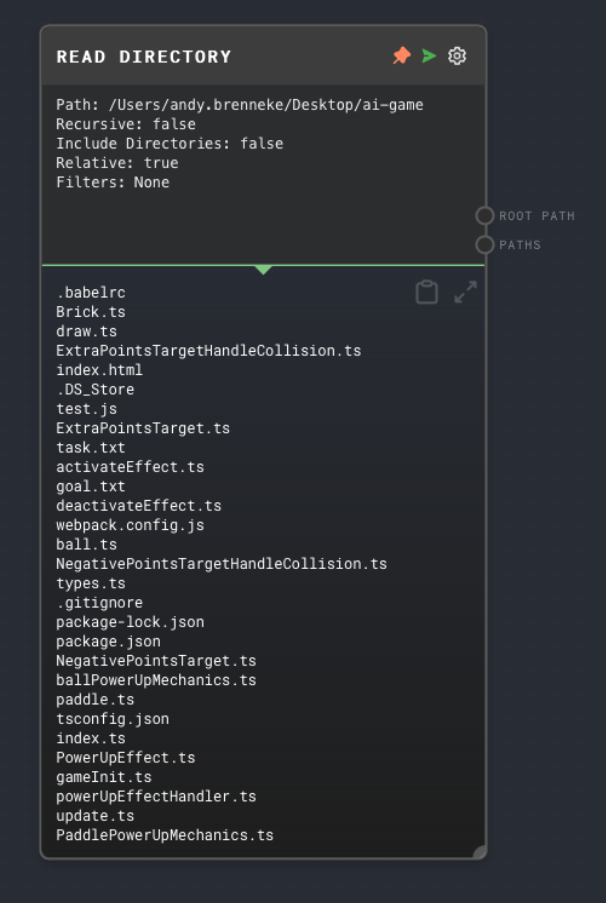 READ DIRECTORY
Path: /Users/andy.brenneke/Desktop/ai-game
Recursive: false
Include Directories: false
Relative: true
Filters: None
ROOT PATH
PATHS
.babelrc
Brick.ts
draw.ts
ExtraPointsTargetHandleCollision.ts
index.html
.DS_Store
test.js
ExtraPointsTarget.ts
task.txt
activateEffect.ts
goal.txt
deactivateEffect.ts
webpack.config.js
ball.ts
NegativePointsTargetHandleCollision.ts
types.ts
.gitignore
package-lock.json
package.json
NegativePointsTarget.ts
ballPowerUpMechanics.ts
paddle.ts
tsconfig.json
index.ts
PowerUpEffect.ts
gameInit.ts
powerUpEffectHandler.ts
update.ts
PaddlePowerUpMechanics.ts